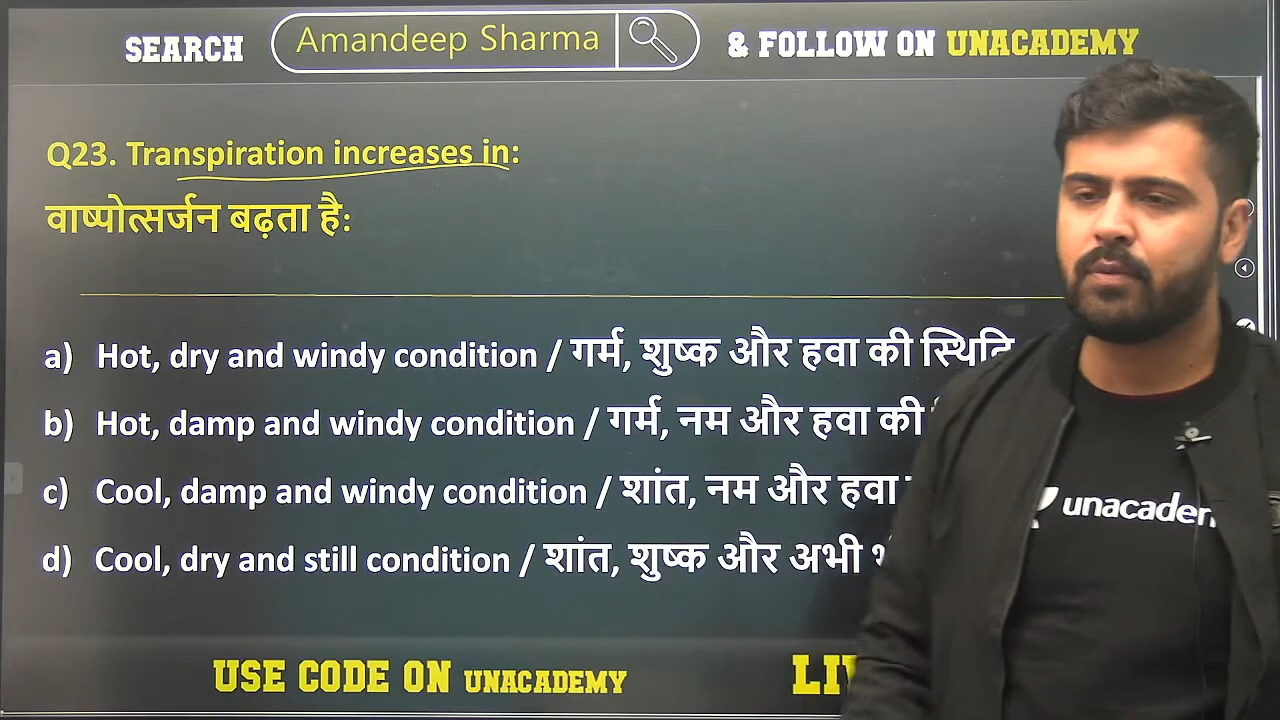 SEARCH Amandeep Sharma & FOLLOW ON UNACADEMY
Q23. Transpiration increases in:
वाष्पोत्सर्जन बढ़ता है:
a) Hot, dry and windy condition / गर्म, शुष्क और हवा की स्थिति
b) Hot, damp and windy condition / गर्म, नम और हवा की
c) Cool, damp and windy condition / शांत, नम और हवा
d) Cool, dry and still condition / शांत, शुष्क और अभी
unacadem
USE CODE ON UNACADEMY